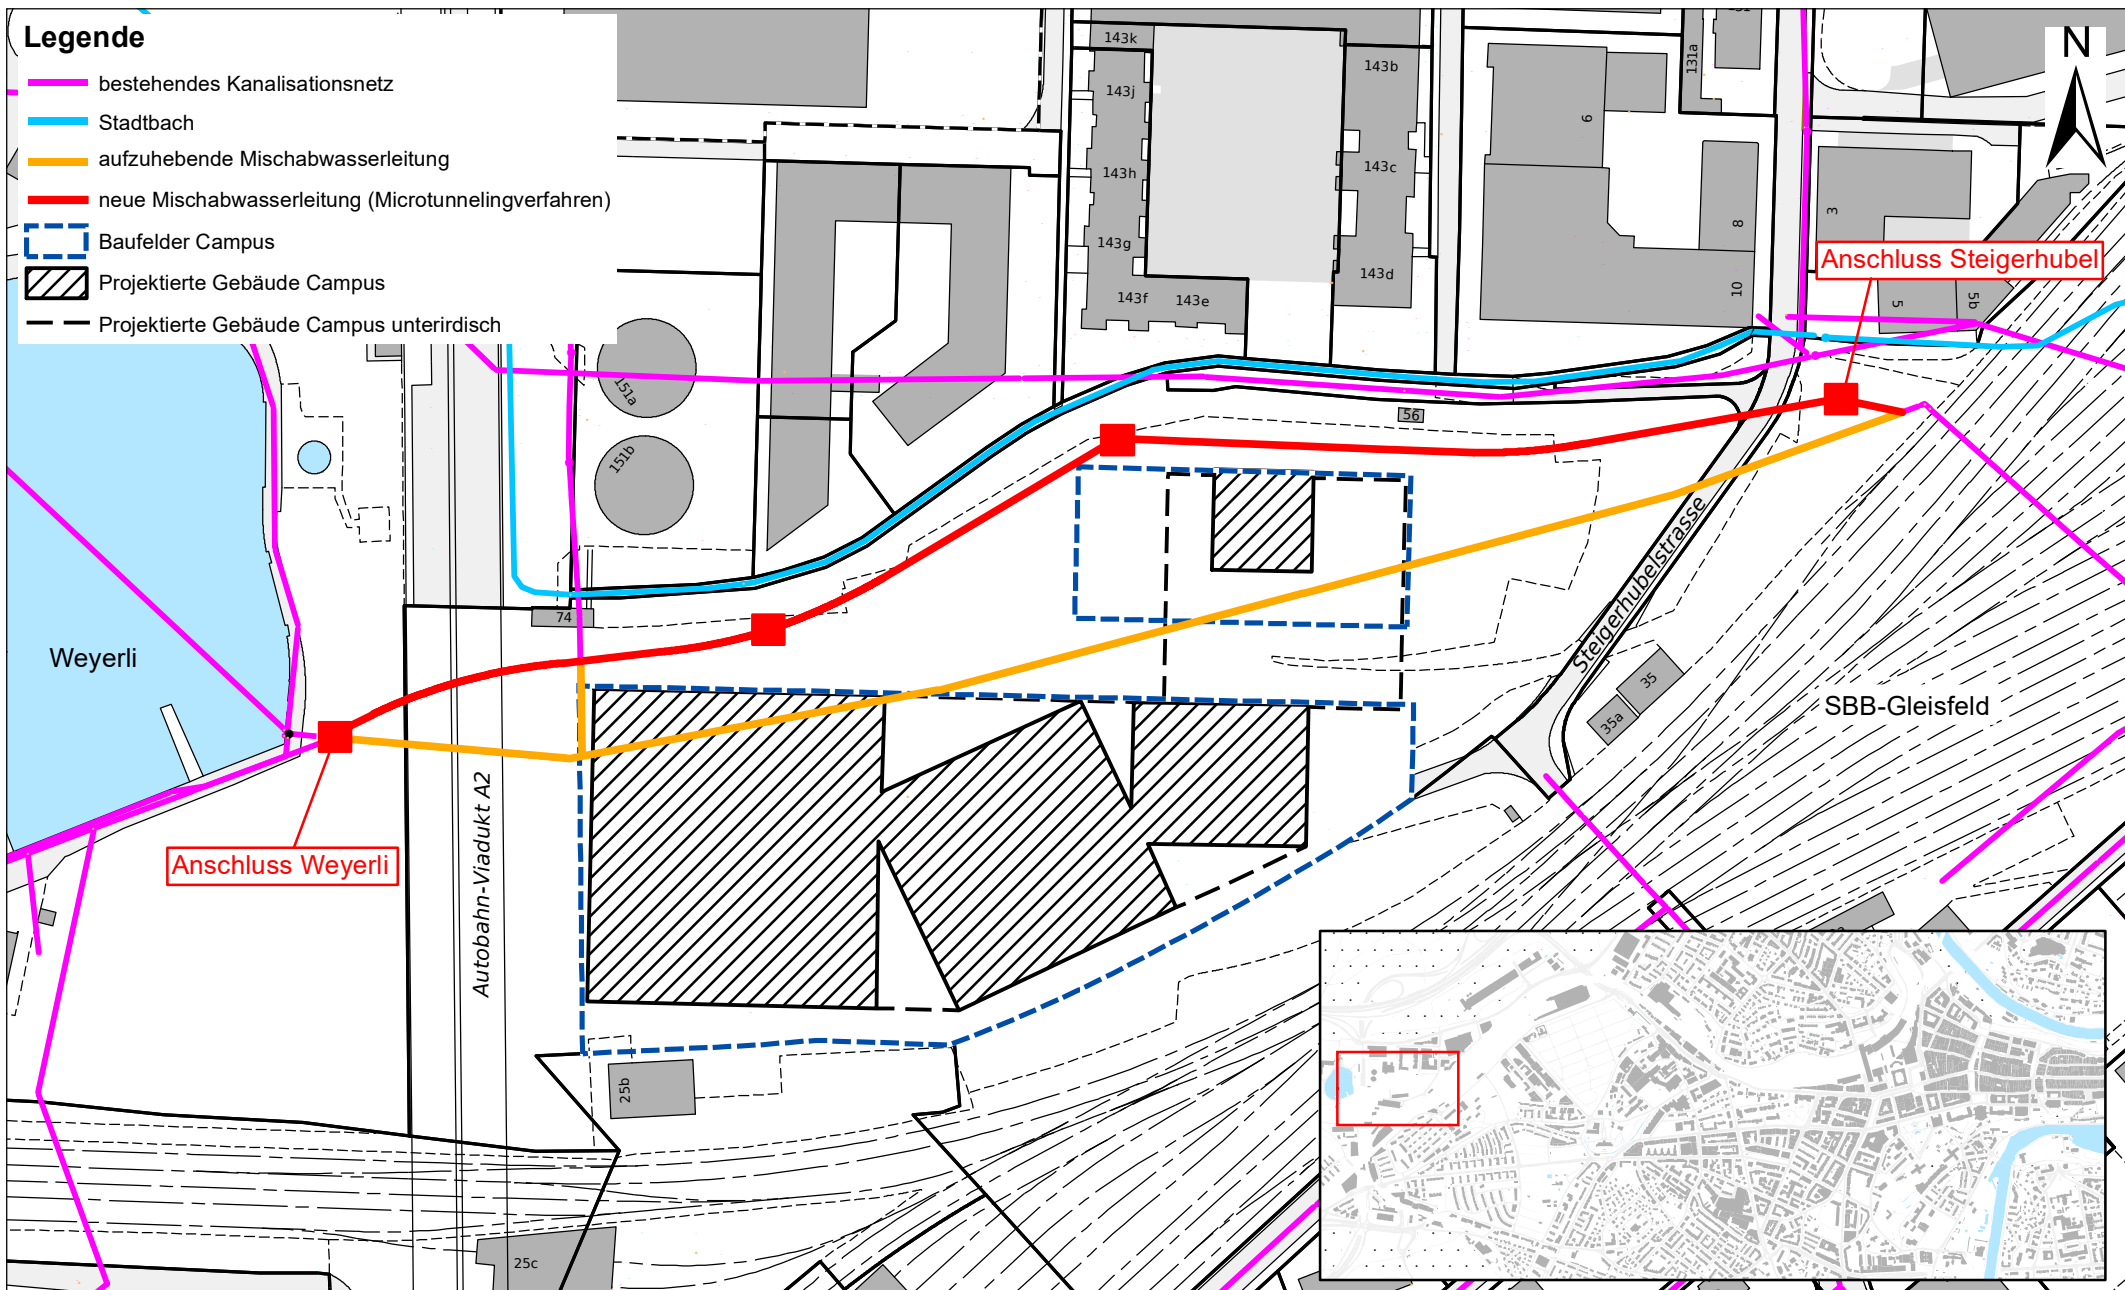 Legende
bestehendes Kanalisationsnetz
Stadtbach
aufzuhebende Mischabwasserleitung
neue Mischabwasserleitung (Microtunnelingverfahren)
Baufelder Campus
Projektierte Gebäude Campus
Projektierte Gebäude Campus unterirdisch
N
143k
143j
143h
143g
143f
143e
143b
143c
143d
6
8
10
131a
3
5
5b
Anschluss Steigerhubel
151a
151b
56
74
Weyerli
Steigerhubelstrasse
35
35a
SBB-Gleisfeld
Anschluss Weyerli
Autobahn-Viadukt A2
25b
25c